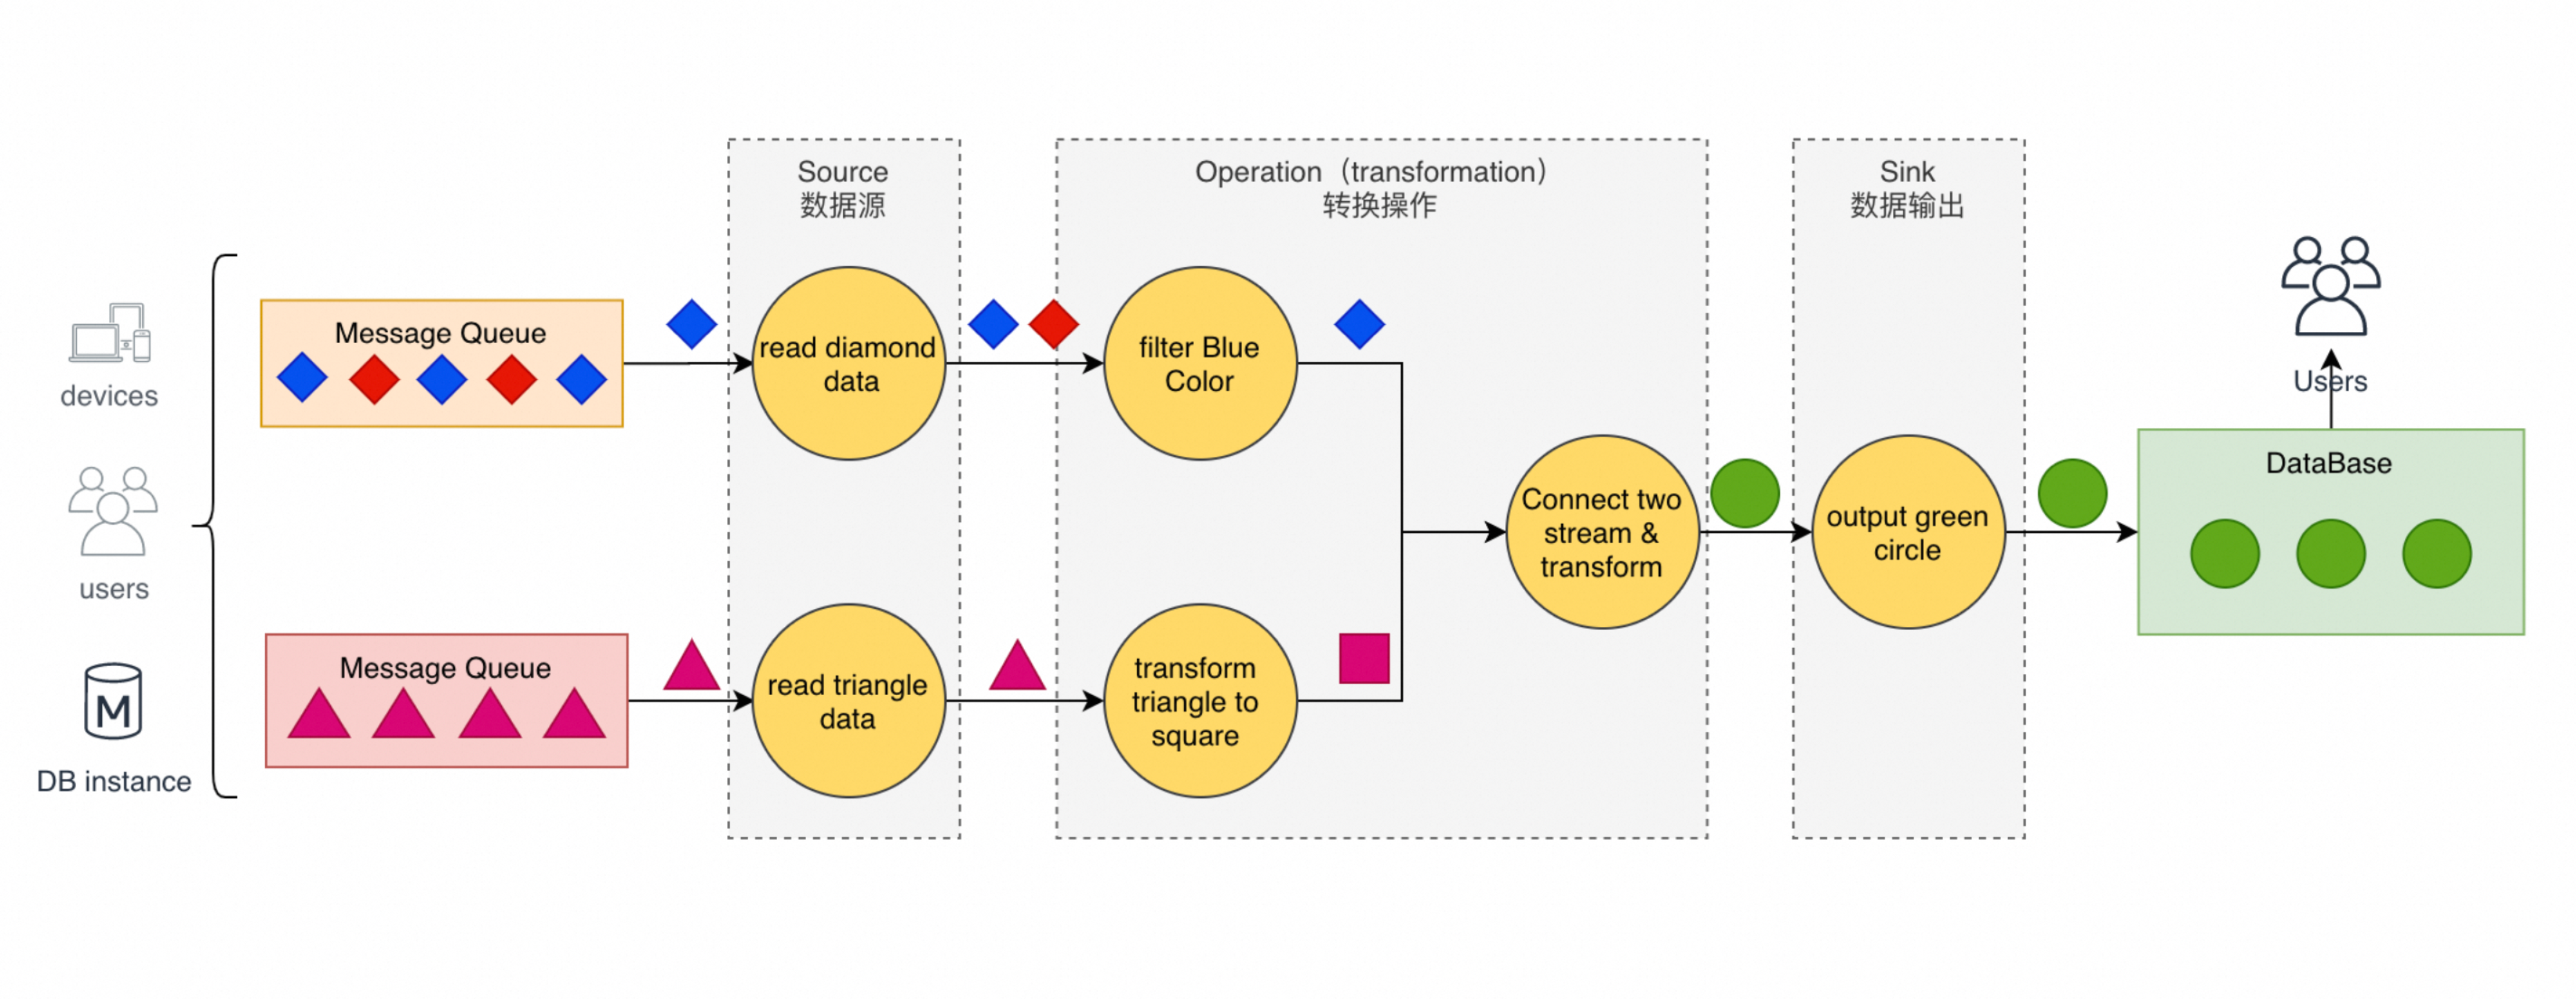 devices
users
DB instance
Message Queue
Message Queue
Source
数据源
read diamond
data
read triangle
data
Operation（transformation）
转换操作
filter Blue
Color
transform
triangle to
square
Connect two
stream &
transform
Sink
数据输出
output green
circle
Users
DataBase
M